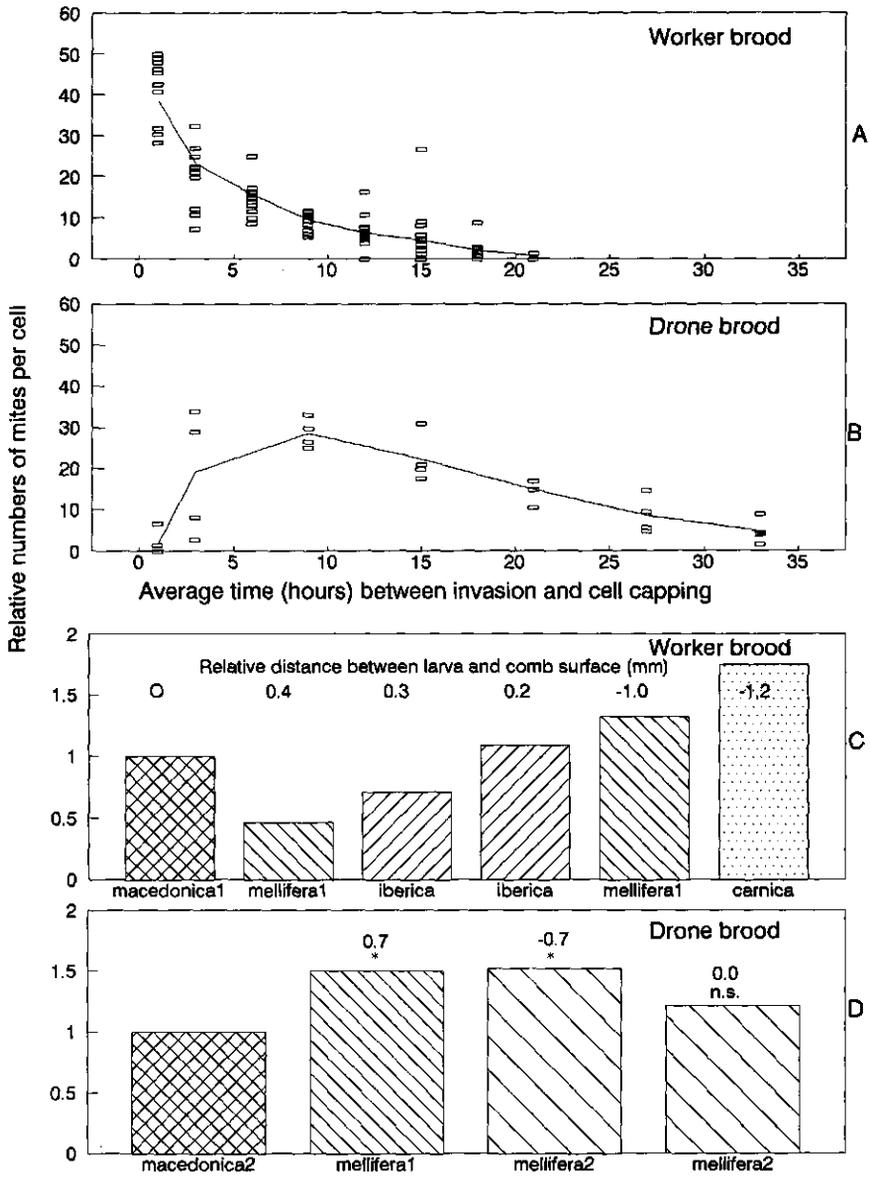 Relative numbers of mites per cell
60
50
40
30
20
10
0
Worker brood
A
0 5 10 15 20 25 30 35
60
50
40
30
20
10
0
Drone brood
B
0 5 10 15 20 25 30 35
Average time (hours) between invasion and cell capping
2
1.5
1
0.5
0
Worker brood
Relative distance between larva and comb surface (mm)
O 0.4 0.3 0.2 -1.0 -1.2
C
macedonica1 mellifera1 iberica iberica mellifera1 carnica
2
1.5
1
0.5
0
Drone brood
0.7 -0.7 0.0
* * n.s.
D
macedonica2 mellifera1 mellifera2 mellifera2